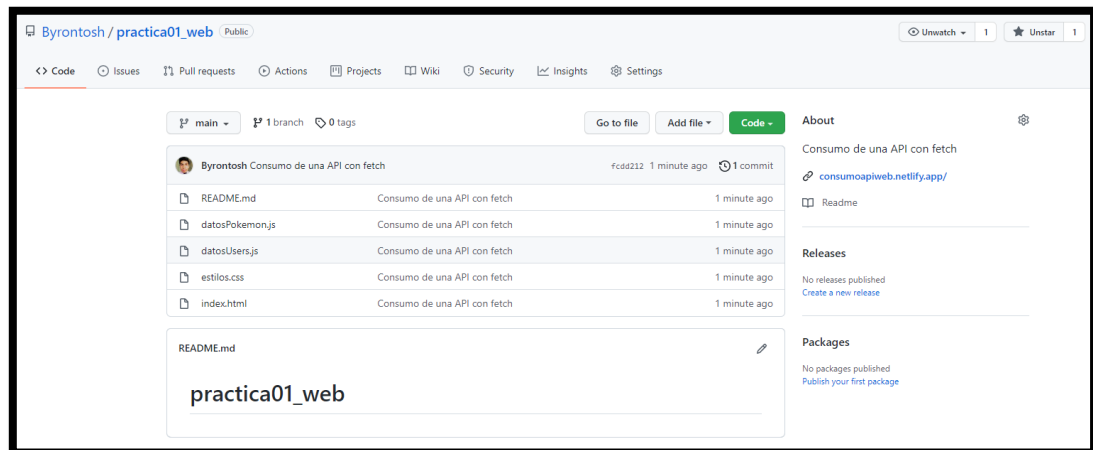 Byrontosh / practica01_web Public
Unwatch 1 Unstar 1
Code Issues Pull requests Actions Projects Wiki Security Insights Settings
main 1 branch 0 tags Go to file Add file Code
Byrontosh Consumo de una API con fetch fcdd212 1 minute ago 1 commit
README.md Consumo de una API con fetch 1 minute ago
datosPokemon.js Consumo de una API con fetch 1 minute ago
datosUsers.js Consumo de una API con fetch 1 minute ago
estilos.css Consumo de una API con fetch 1 minute ago
index.html Consumo de una API con fetch 1 minute ago
README.md
practica01_web
About
Consumo de una API con fetch
consumoapiweb.netlify.app/
Readme
Releases
No releases published
Create a new release
Packages
No packages published
Publish your first package